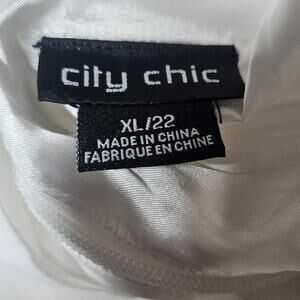 city chic
XL/22
MADE IN CHINA
FABRIQUE EN CHINE